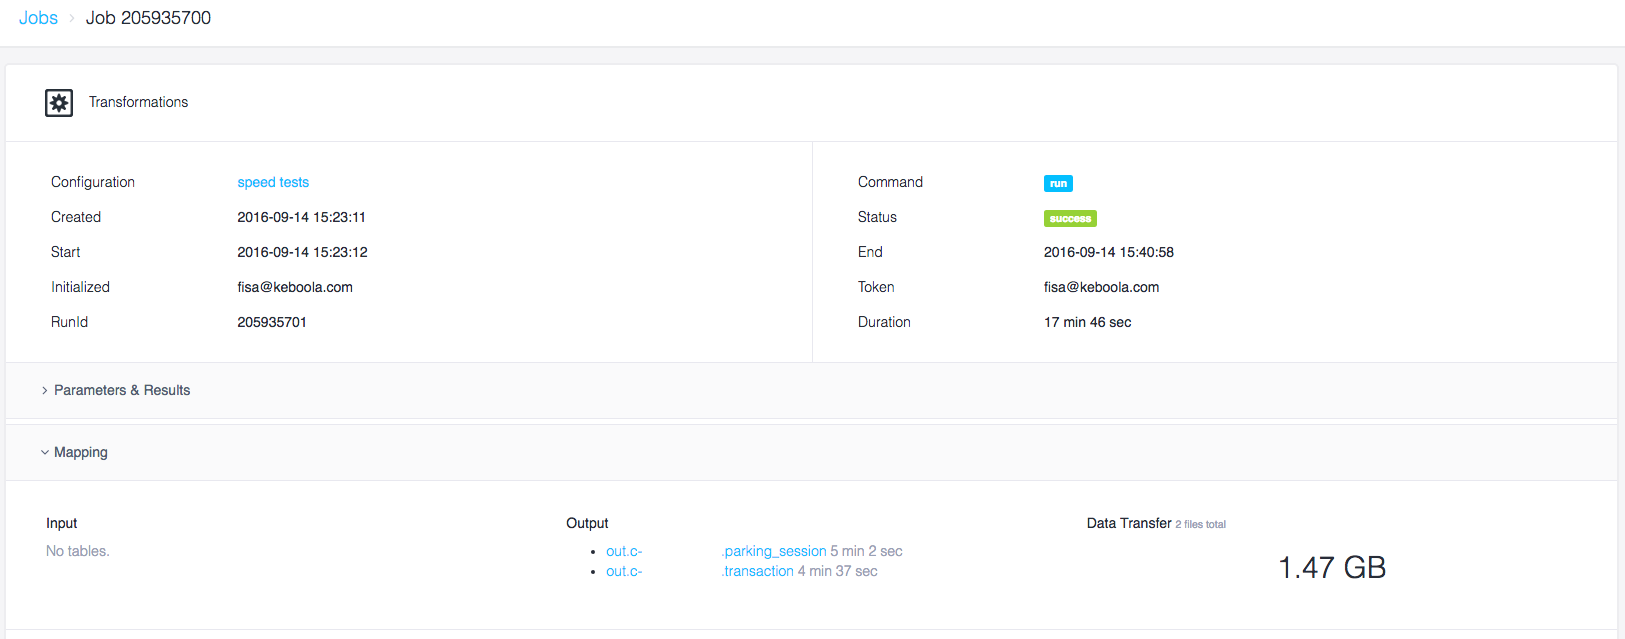 Jobs > Job 205935700
Transformations
Configuration speed tests
Created 2016-09-14 15:23:11
Start 2016-09-14 15:23:12
Initialized fisa@keboola.com
RunId 205935701
Command run
Status success
End 2016-09-14 15:40:58
Token fisa@keboola.com
Duration 17 min 46 sec
> Parameters & Results
Mapping
Input
No tables.
Output
• out.c- .parking_session 5 min 2 sec
• out.c- .transaction 4 min 37 sec
Data Transfer 2 files total
1.47 GB